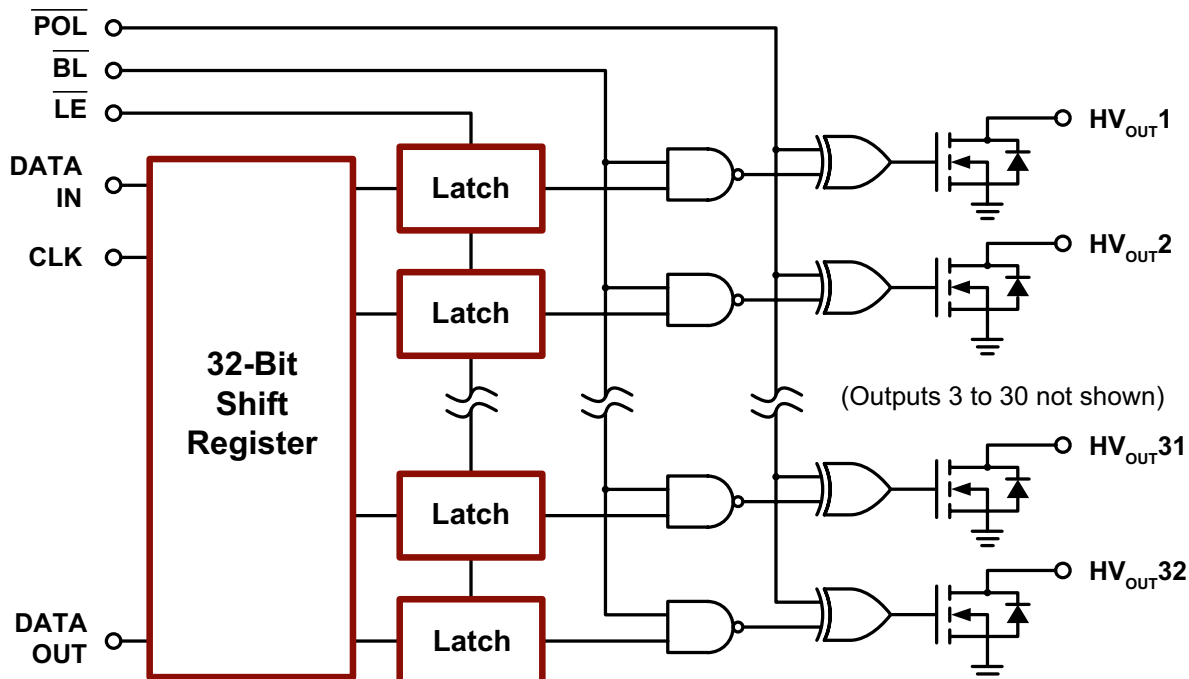 POL
BL
LE
DATA
IN
CLK
32-Bit
Shift
Register
DATA
OUT
Latch
Latch
Latch
Latch
HVOUT1
HVOUT2
(Outputs 3 to 30 not shown)
HVOUT31
HVOUT32